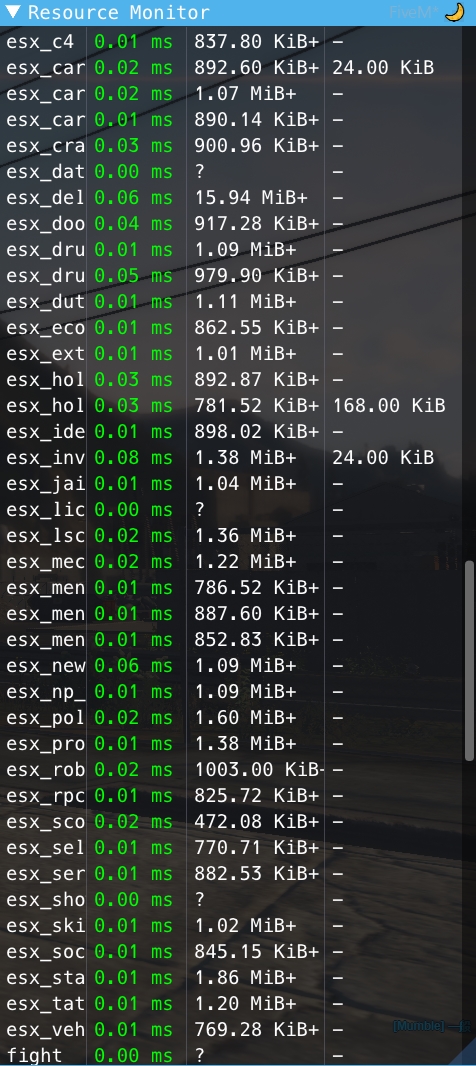 ▼ Resource Monitor FiveM*
esx_c4 0.01 ms 837.80 KiB+ –
esx_car 0.02 ms 892.60 KiB+ 24.00 KiB
esx_car 0.02 ms 1.07 MiB+ –
esx_car 0.01 ms 890.14 KiB+ –
esx_cra 0.03 ms 900.96 KiB+ –
esx_dat 0.00 ms ? –
esx_del 0.06 ms 15.94 MiB+ –
esx_doo 0.04 ms 917.28 KiB+ –
esx_dru 0.01 ms 1.09 MiB+ –
esx_dru 0.05 ms 979.90 KiB+ –
esx_dut 0.01 ms 1.11 MiB+ –
esx_eco 0.01 ms 862.55 KiB+ –
esx_ext 0.01 ms 1.01 MiB+ –
esx_hol 0.03 ms 892.87 KiB+ –
esx_hol 0.03 ms 781.52 KiB+ 168.00 KiB
esx_ide 0.01 ms 898.02 KiB+ –
esx_inv 0.08 ms 1.38 MiB+ 24.00 KiB
esx_jai 0.01 ms 1.04 MiB+ –
esx_lic 0.00 ms ? –
esx_lsc 0.02 ms 1.36 MiB+ –
esx_mec 0.02 ms 1.22 MiB+ –
esx_men 0.01 ms 786.52 KiB+ –
esx_men 0.01 ms 887.60 KiB+ –
esx_men 0.01 ms 852.83 KiB+ –
esx_new 0.06 ms 1.09 MiB+ –
esx_np_ 0.01 ms 1.09 MiB+ –
esx_pol 0.02 ms 1.60 MiB+ –
esx_pro 0.01 ms 1.38 MiB+ –
esx_rob 0.02 ms 1003.00 KiB- –
esx_rpc 0.01 ms 825.72 KiB+ –
esx_sco 0.02 ms 472.08 KiB+ –
esx_sel 0.01 ms 770.71 KiB+ –
esx_ser 0.01 ms 882.53 KiB+ –
esx_sho 0.00 ms ? –
esx_ski 0.01 ms 1.02 MiB+ –
esx_soc 0.01 ms 845.15 KiB+ –
esx_sta 0.01 ms 1.86 MiB+ –
esx_tat 0.01 ms 1.20 MiB+ –
esx_veh 0.01 ms 769.28 KiB+ –
[Mumble]
fight 0.00 ms ? –